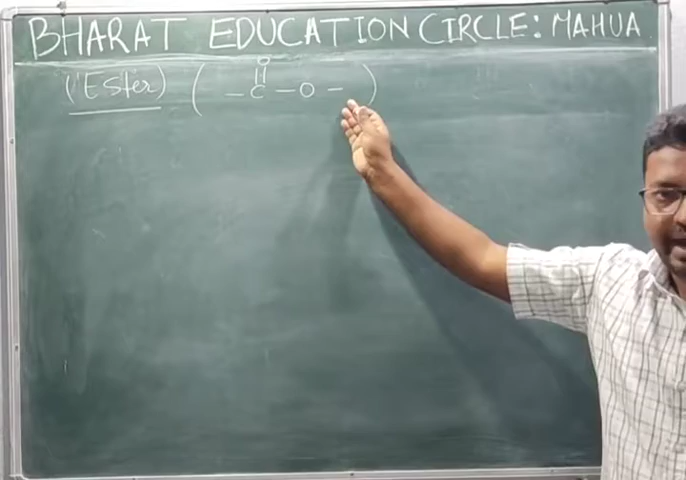 BHARAT EDUCATION CIRCLE: MAHUA
O
("Ester) ( - C - O - )